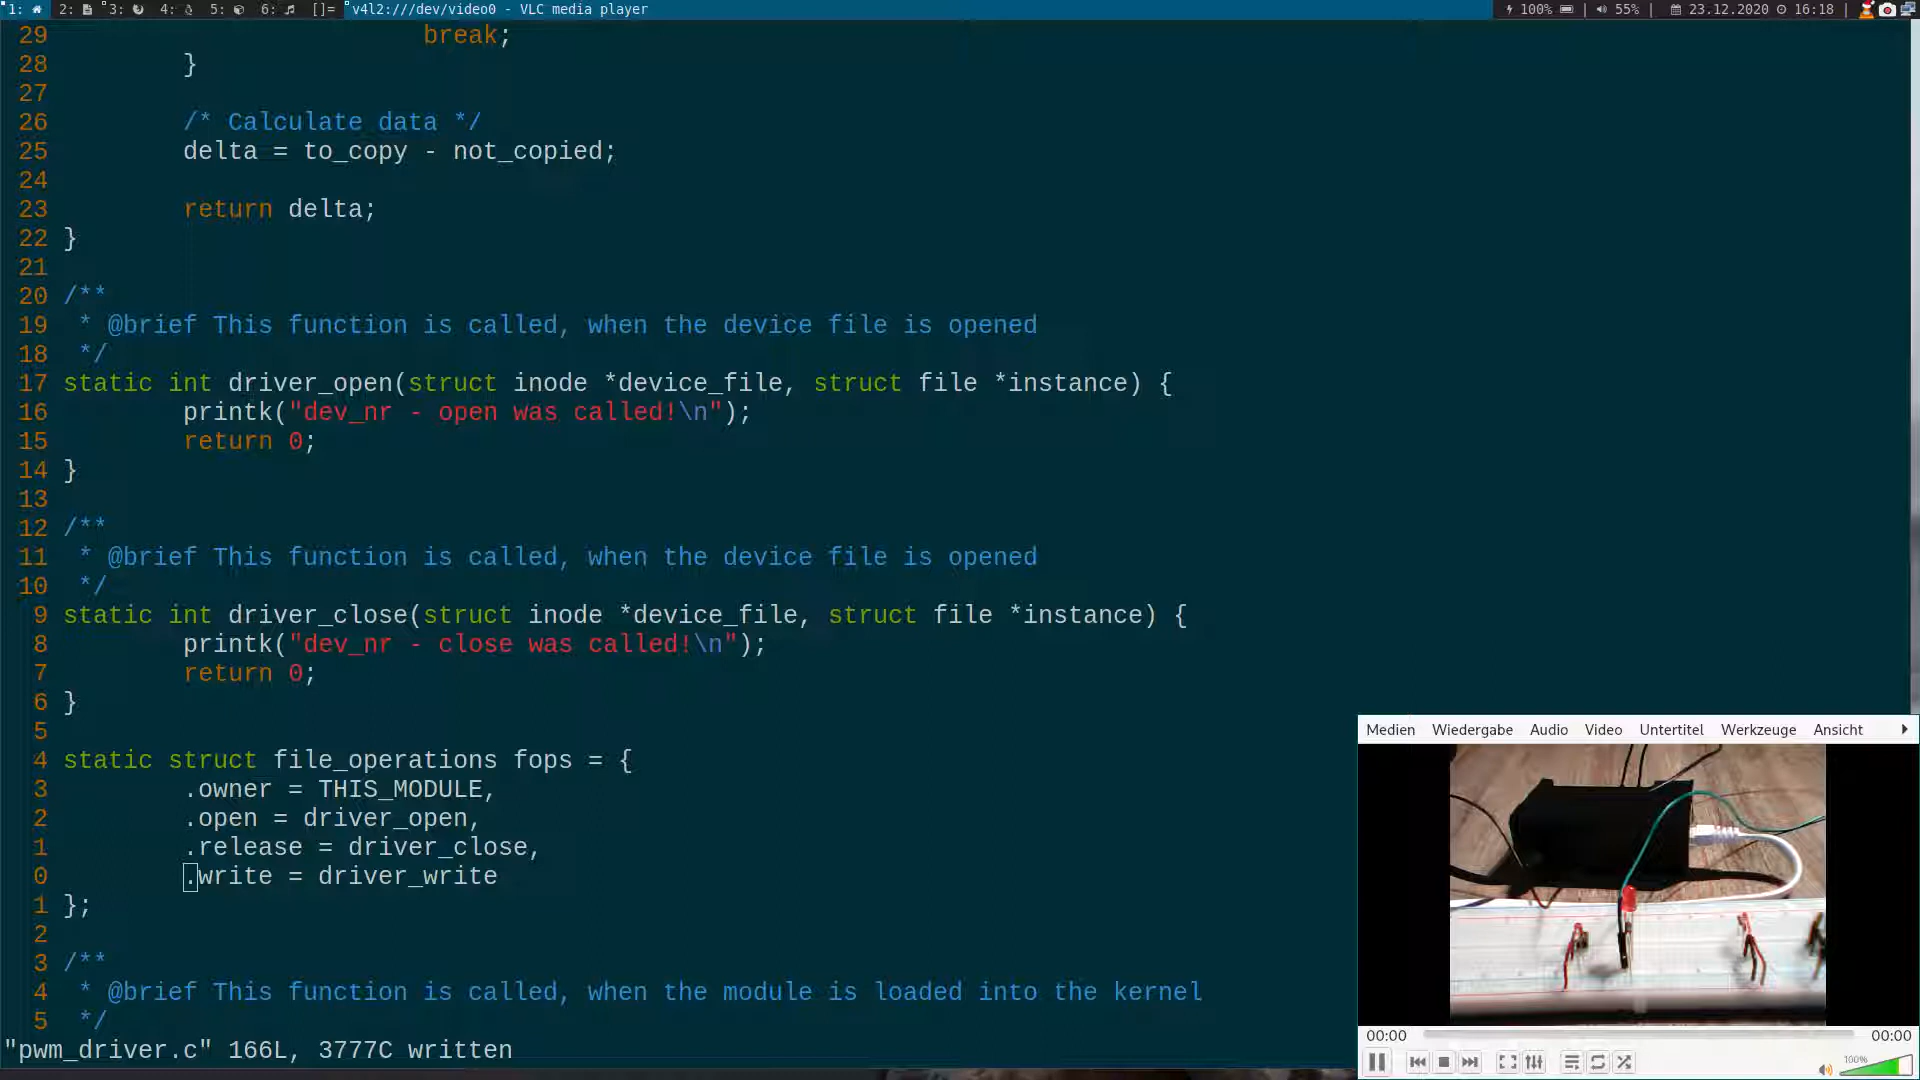 1: 2: 3: 4: 5: 6: []= v4l2:///dev/video0 - VLC media player 100% | 55% | 23.12.2020 16:18 |
29 break;
28 }
27
26 /* Calculate data */
25 delta = to_copy - not_copied;
24
23 return delta;
22 }
21
20 /**
19 * @brief This function is called, when the device file is opened
18 */
17 static int driver_open(struct inode *device_file, struct file *instance) {
16 printk("dev_nr - open was called!\n");
15 return 0;
14 }
13
12 /**
11 * @brief This function is called, when the device file is opened
10 */
9 static int driver_close(struct inode *device_file, struct file *instance) {
8 printk("dev_nr - close was called!\n");
7 return 0;
6 }
5
4 static struct file_operations fops = {
3 .owner = THIS_MODULE,
2 .open = driver_open,
1 .release = driver_close,
0 .write = driver_write
1 };
2
3 /**
4 * @brief This function is called, when the module is loaded into the kernel
5 */
"pwm_driver.c" 166L, 3777C written
Medien Wiedergabe Audio Video Untertitel Werkzeuge Ansicht
00:00 00:00
100%